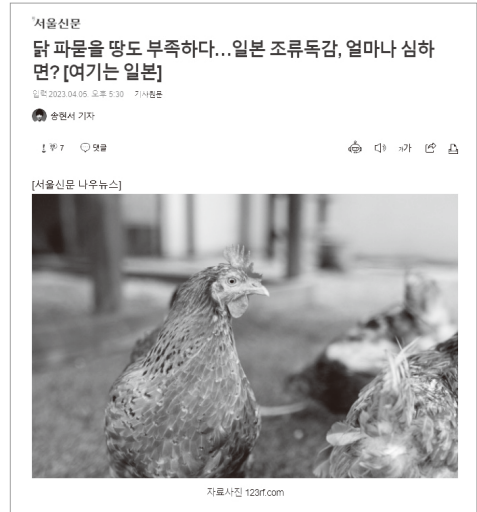 서울신문
닭 파묻을 땅도 부족하다…일본 조류독감, 얼마나 심하
면? [여기는 일본]
입력 2023.04.05 오후 5:30 기사원문
송현서 기자
7 댓글
가가
[서울신문 나우뉴스]
자료사진 123rf.com